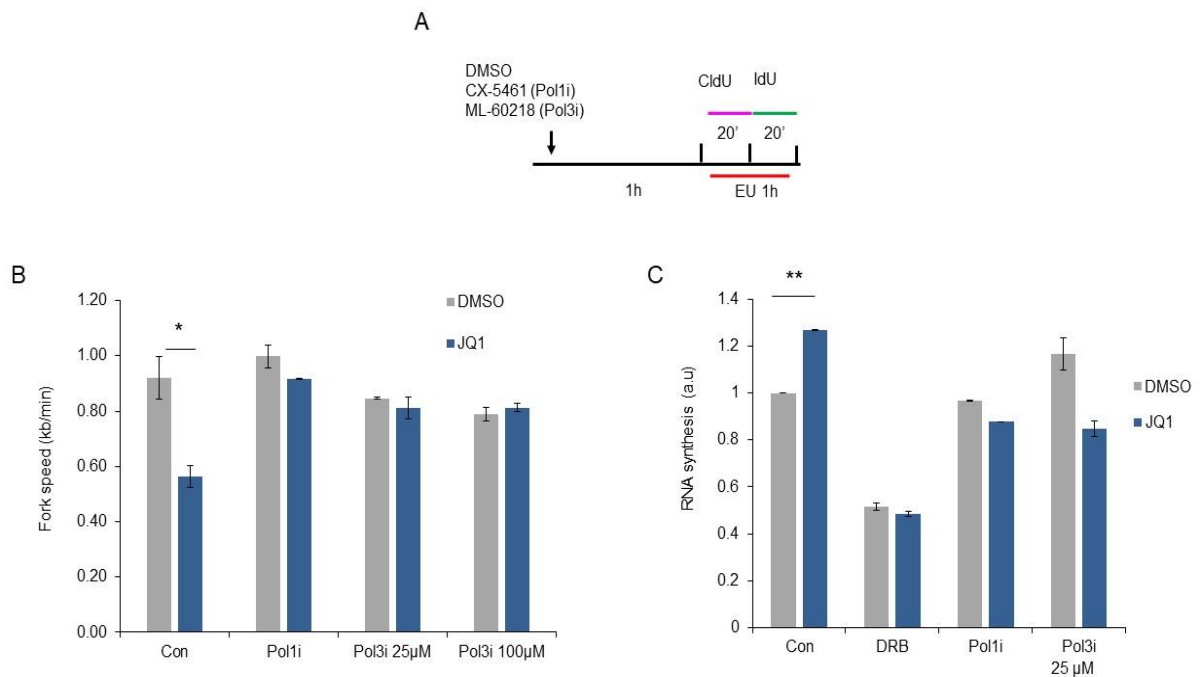 A
DMSO
CX-5461 (Pol1i)
ML-60218 (Pol3i)
CldU IdU
20' 20'
1h EU 1h
B
1.20
1.00
0.80
0.60
0.40
0.20
0.00
Fork speed (kb/min)
*
DMSO
JQ1
Con Pol1i Pol3i 25µM Pol3i 100µM
C
1.4
1.2
1
0.8
0.6
0.4
0.2
0
RNA synthesis (a.u)
**
DMSO
JQ1
Con DRB Pol1i Pol3i
25 µM